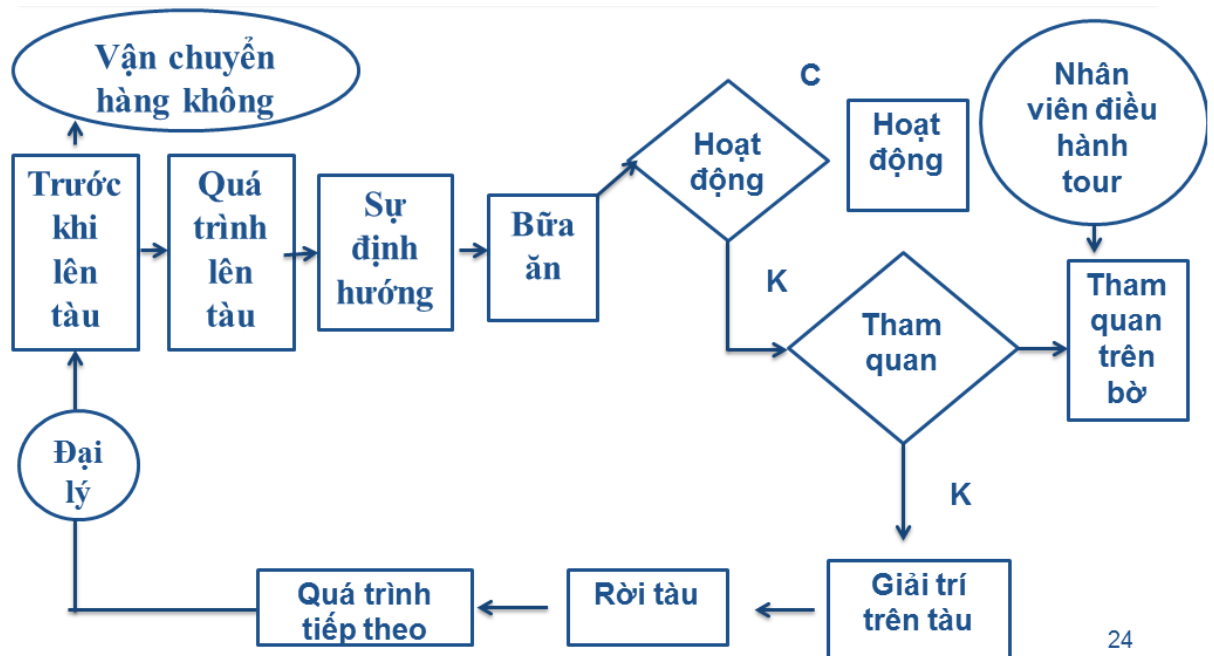 Vận chuyển
hàng không
Trước
khi
lên
tàu
Quá
trình
lên
tàu
Sự
định
hướng
Bữa
ăn
Hoạt
động
C
Hoạt
động
Nhân
viên điều
hành
tour
K
Tham
quan
Tham
quan
trên
bờ
K
Đại
lý
Quá trình
tiếp theo
Rời tàu
Giải trí
trên tàu
24